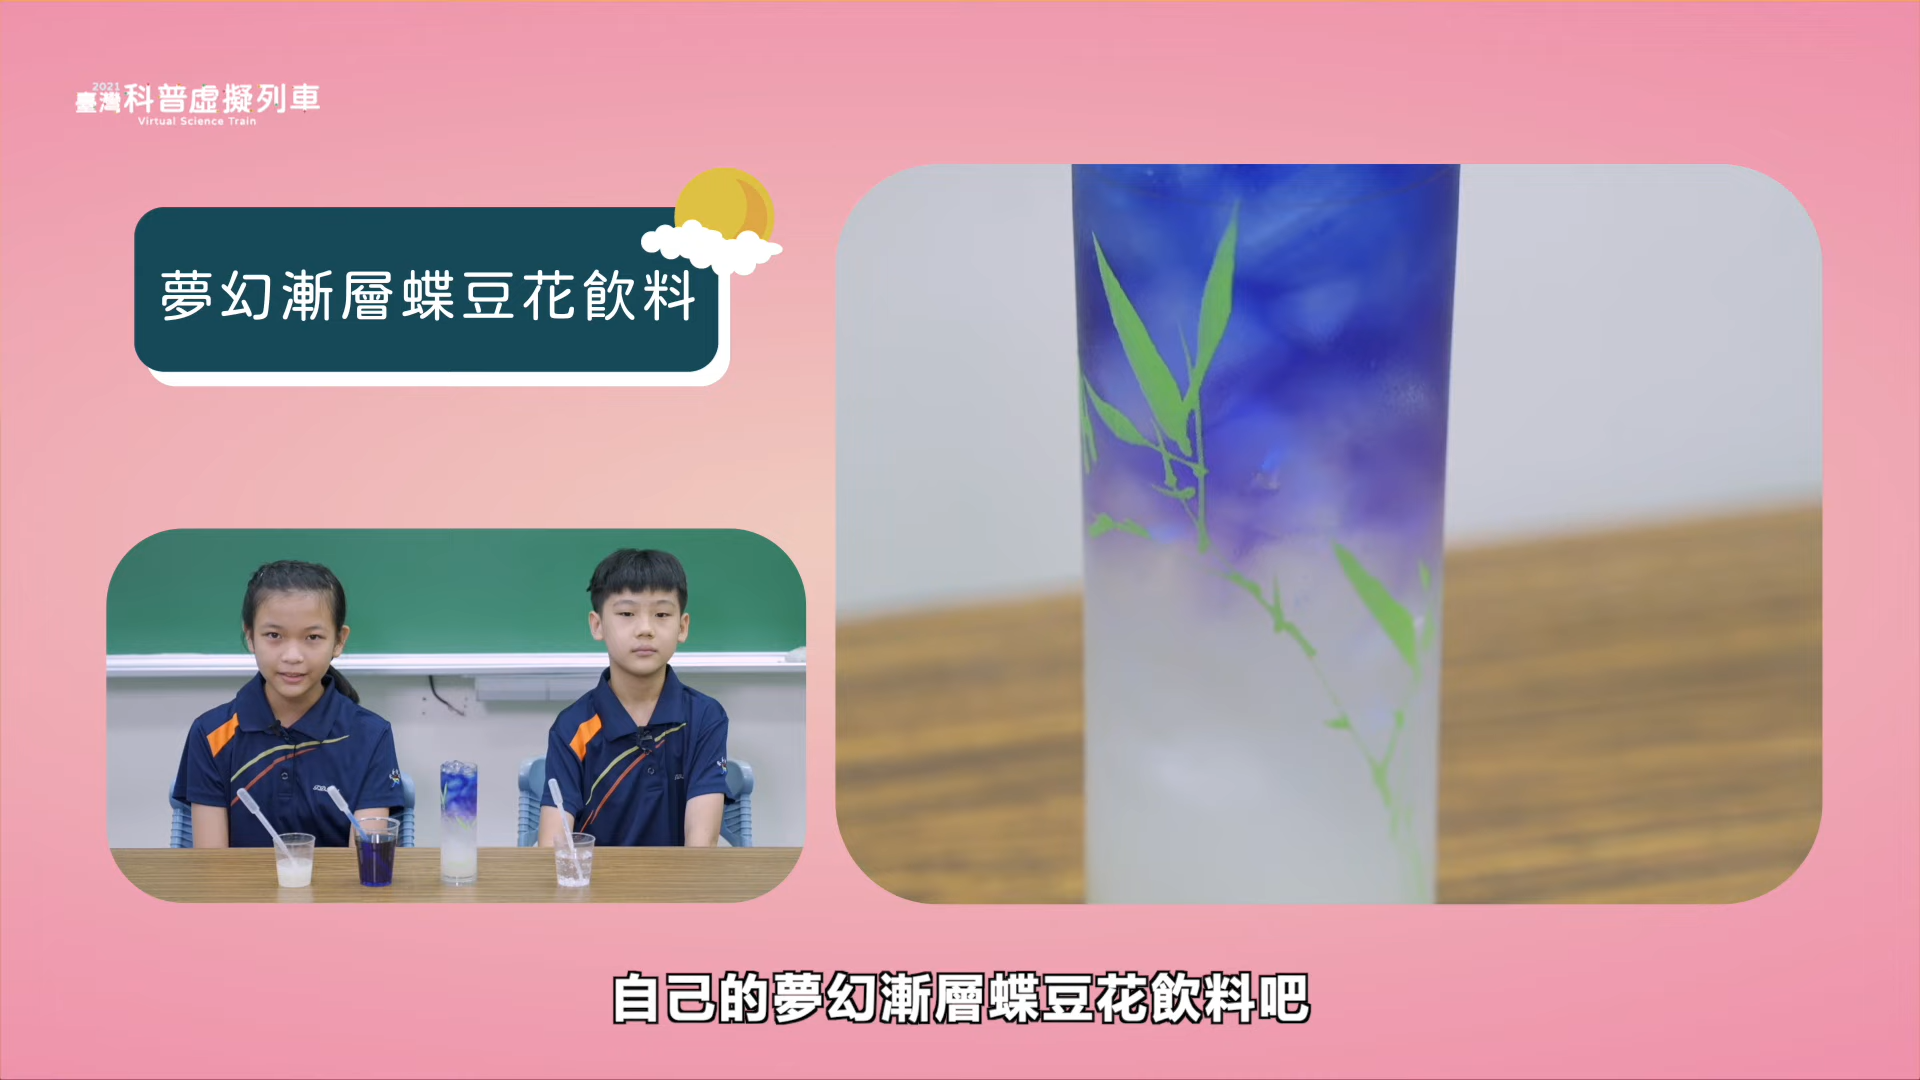 2021
臺灣科普虛擬列車
Virtual Science Train
夢幻漸層蝶豆花飲料
自己的夢幻漸層蝶豆花飲料吧